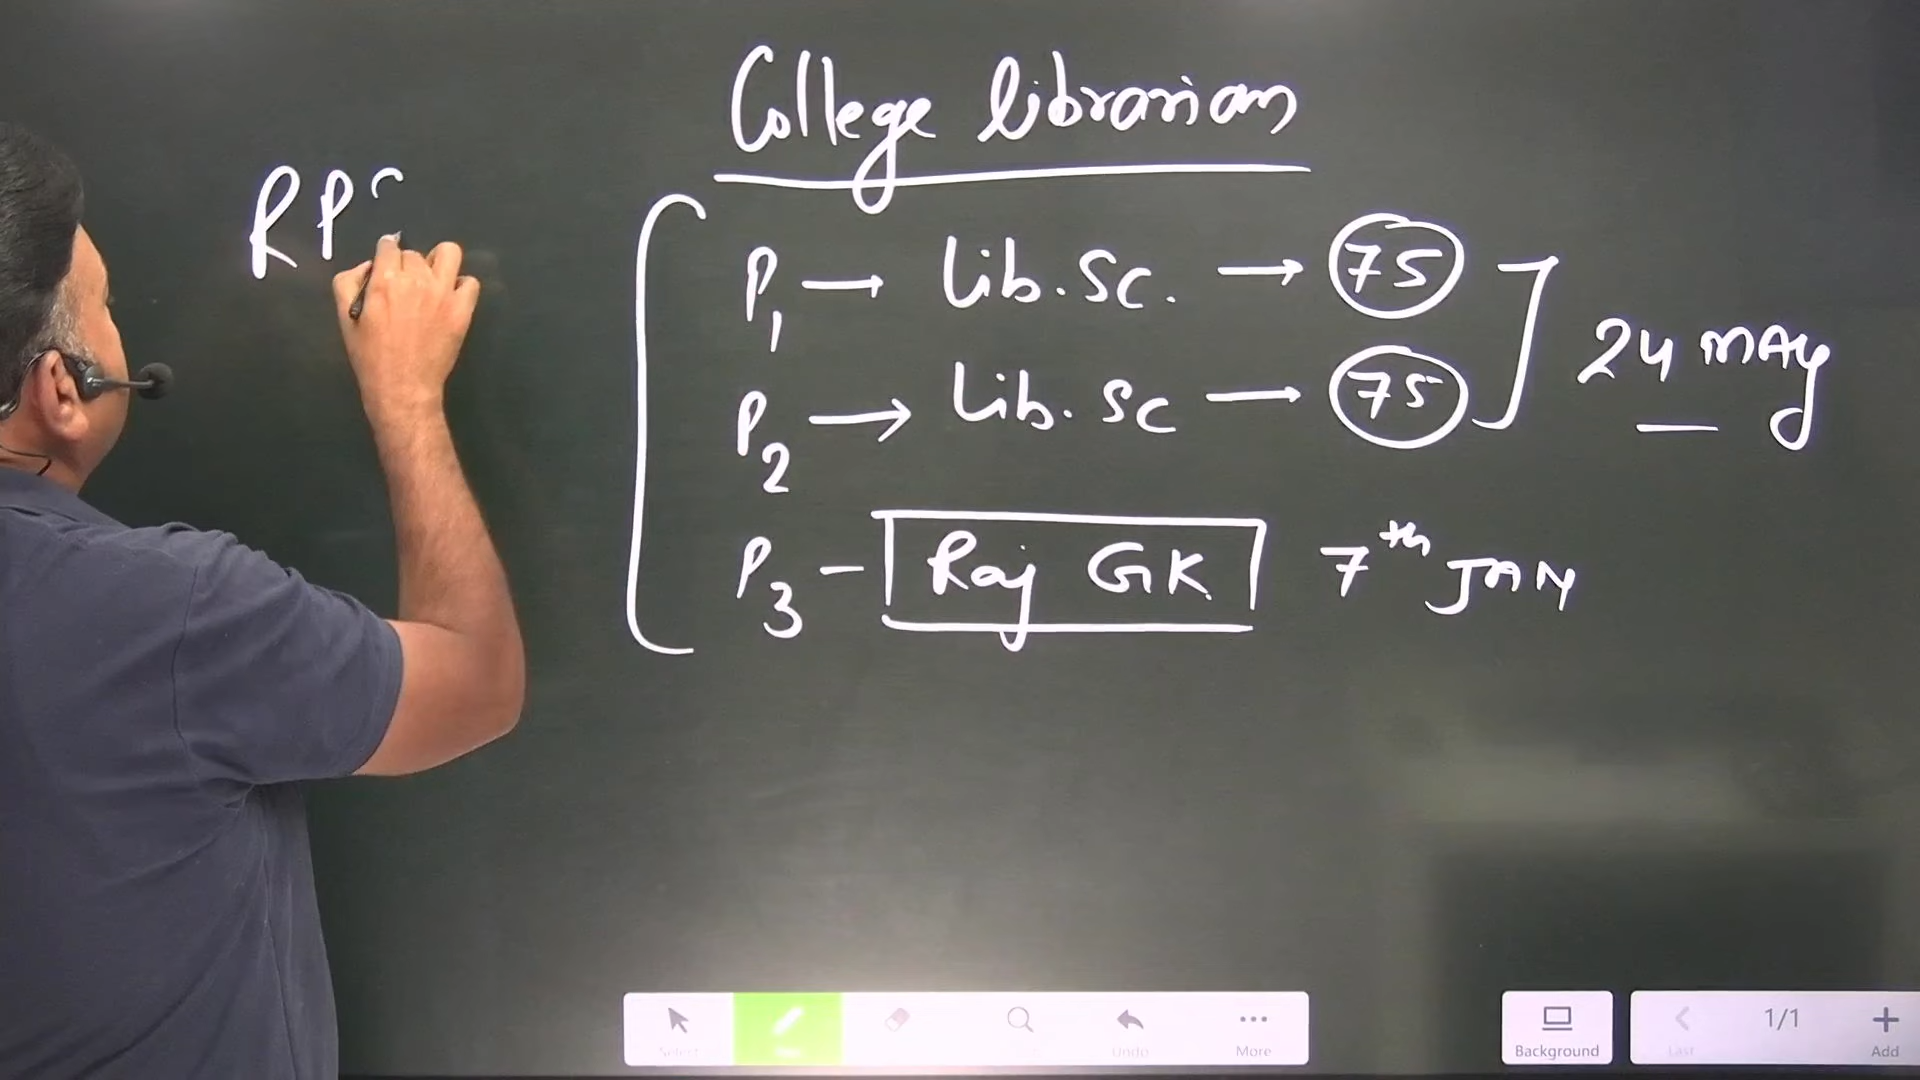 College librarian
RP
P1 → Lib. Sc. → 75
P2 → Lib. Sc → 75
24 MAY
P3 - Raj GK 7th JAN
Select
Undo
More
Background
Last
1/1
Add